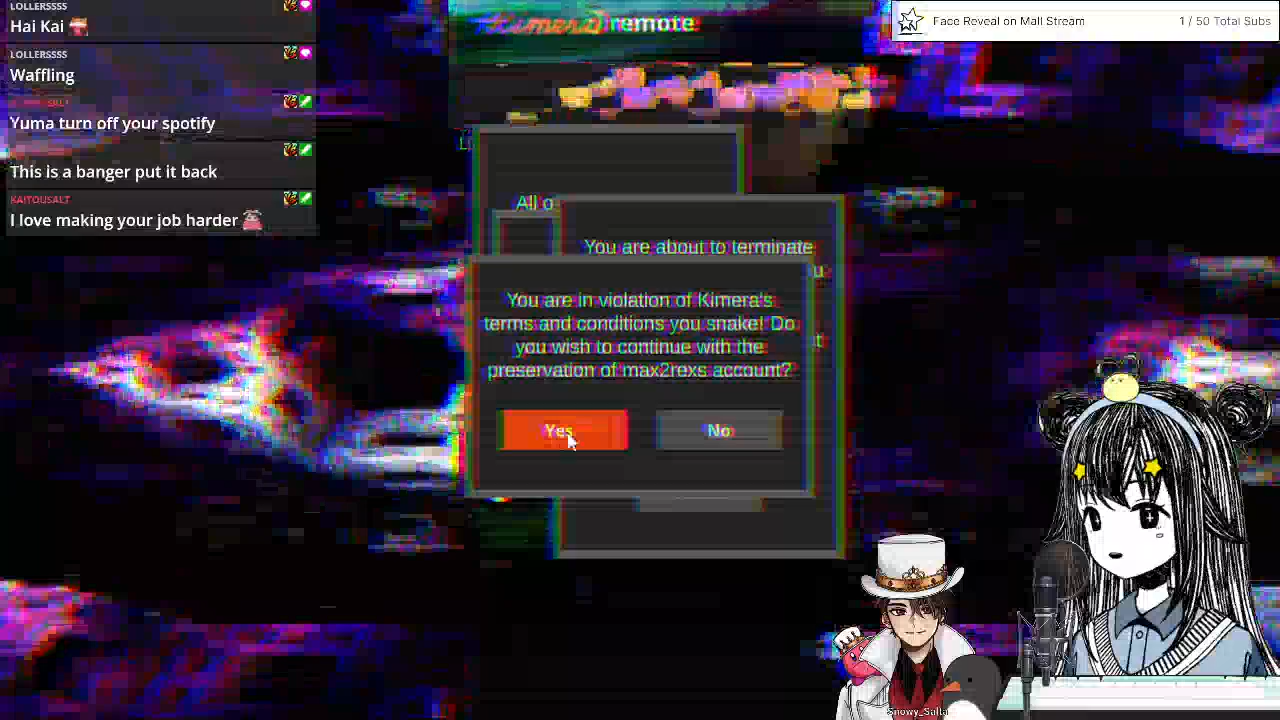 LOLLERSSSS
Hai Kai
LOLLERSSSS
Waffling
Yuma turn off your spotify
This is a bangr put it back
KAITOUSALT
I love making your job harder
Kimera remote
Face Reveal on Mall Stream
1 / 50 Total Subs
All o
You are about to terminate
You are in violation of Kimera's
terms and conditions you snake! Do
you wish to continue with the
preservation of max2rexs account?
Yes
No